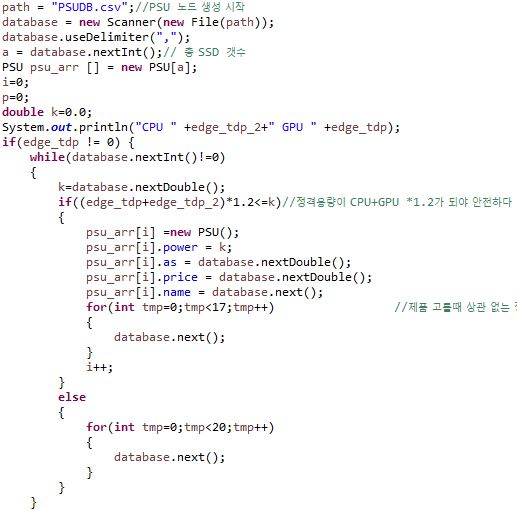 path = "PSUDB.csv";//PSU 노드 생성 시작
database = new Scanner(new File(path));
database.useDelimiter(",");
a = database.nextInt();// 총 SSD 갯수
PSU psu_arr [] = new PSU[a];
i=0;
p=0;
double k=0.0;
System.out.println("CPU " +edge_tdp_2+" GPU " +edge_tdp);
if(edge_tdp != 0) {
    while(database.nextInt()!=0)
    {
        k=database.nextDouble();
        if((edge_tdp+edge_tdp_2)*1.2<=k)//정격용량이 CPU+GPU *1.2가 되야 안전하다
        {
            psu_arr[i] =new PSU();
            psu_arr[i].power = k;
            psu_arr[i].as = database.nextDouble();
            psu_arr[i].price = database.nextDouble();
            psu_arr[i].name = database.next();
            for(int tmp=0;tmp<17;tmp++)                //제품 고를때 상관 없는
            {
                database.next();
            }
            i++;
        }
        else
        {
            for(int tmp=0;tmp<20;tmp++)
            {
                database.next();
            }
        }
    }